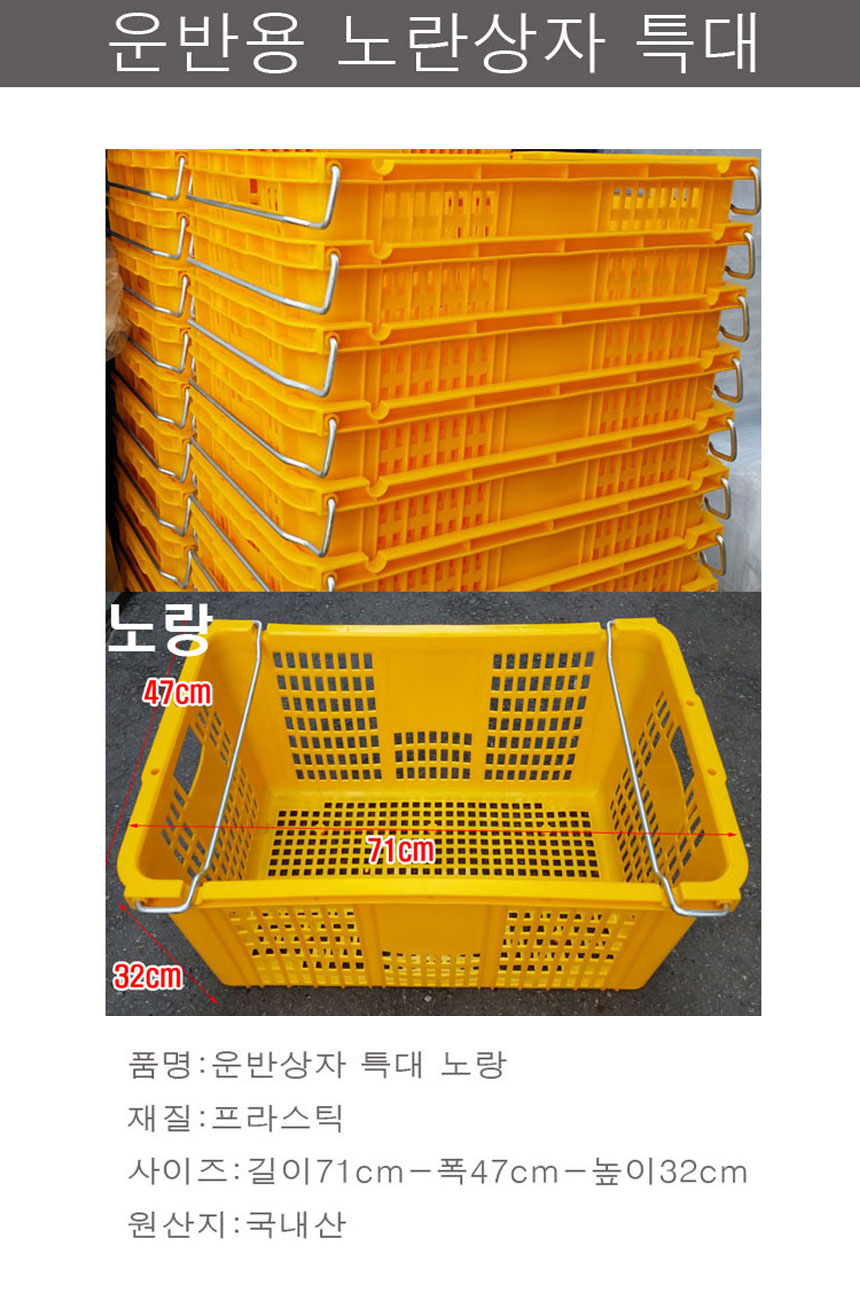 운반용 노란상자 특대
노랑
47cm
71cm
32cm
품명:운반상자 특대 노랑
재질:프라스틱
사이즈:길이71cm-폭47cm-높이32cm
원산지:국내산